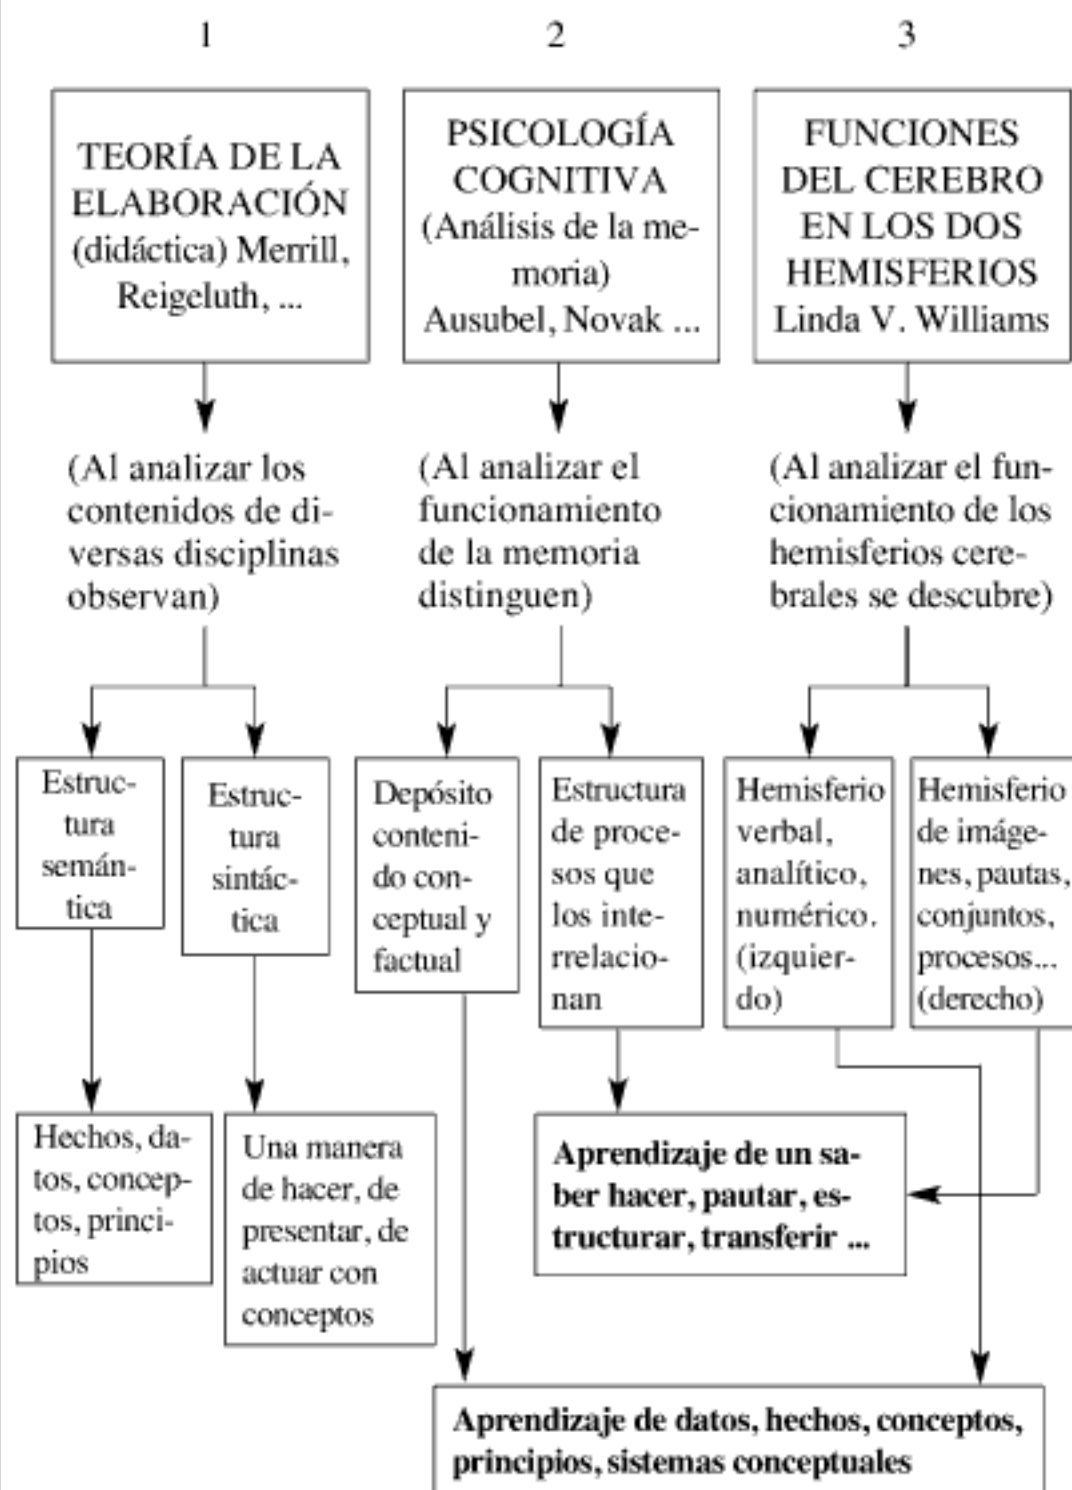 1
2
3
TEORÍA DE LA
ELABORACIÓN
(didáctica) Merrill,
Reigeluth, ...
PSICOLOGÍA
COGNITIVA
(Análisis de la me-
moria)
Ausubel, Novak ...
FUNCIONES
DEL CEREBRO
EN LOS DOS
HEMISFERIOS
Linda V. Williams
(Al analizar los
contenidos de di-
versas disciplinas
observan)
(Al analizar el
funcionamiento
de la memoria
distinguen)
(Al analizar el fun-
cionamiento de los
hemisferios cere-
brales se descubre)
Estruc-
tura
semán-
tica
Estruc-
tura
sintác-
tica
Depósito
conteni-
do con-
ceptual y
factual
Estructura
de proce-
sos que
los inte-
rrelacio-
nan
Hemisferio
verbal,
analítico,
numérico.
(izquier-
do)
Hemisferio
de imáge-
nes, pautas,
conjuntos,
procesos...
(derecho)
Hechos, da-
tos, concep-
tos, princi-
pios
Una manera
de hacer, de
presentar, de
actuar con
conceptos
Aprendizaje de un sa-
ber hacer, pautar, es-
tructurar, transferir ...
Aprendizaje de datos, hechos, conceptos,
principios, sistemas conceptuales